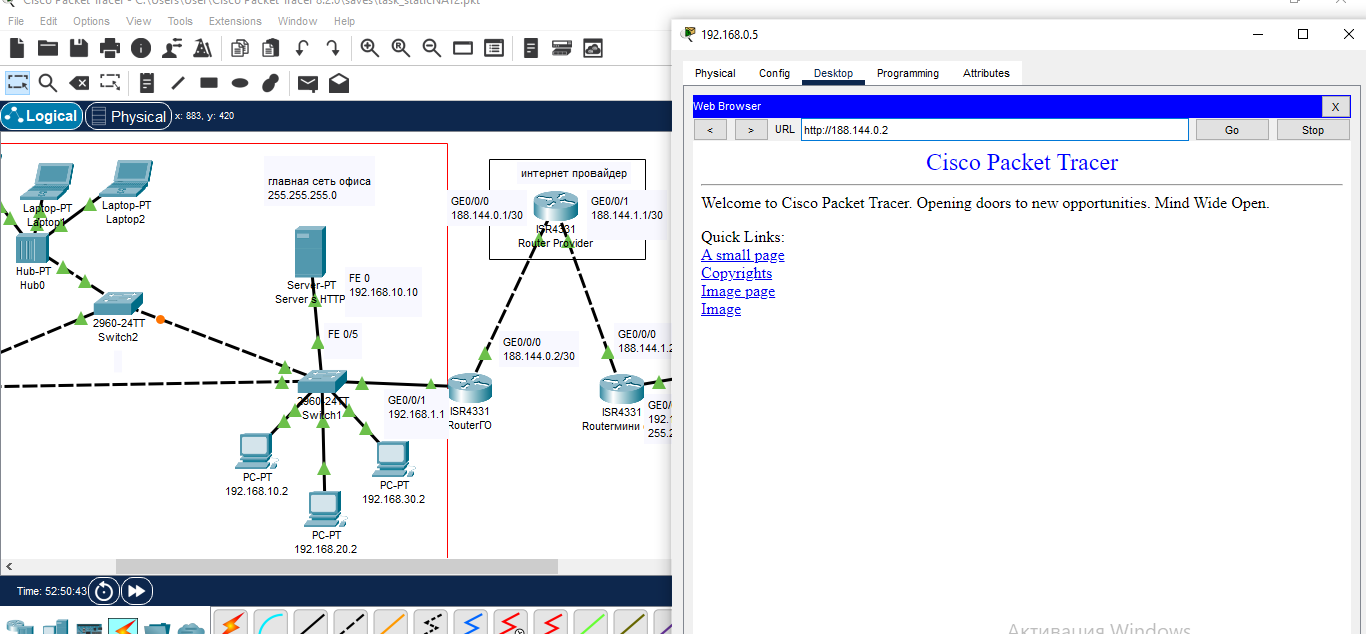 Cisco Packet Tracer - C:\Users\User\Cisco Packet Tracer 8.2.0\saves\task_staticNAT2.pkt
File Edit Options View Tools Extensions Window Help
Logical Physical x: 883, y: 420
Laptop-PT
Laptop1
Laptop-PT
Laptop2
Hub-PT
Hub0
2960-24TT
Switch2
главная сеть офиса
255.255.255.0
Server-PT
Server s HTTP
FE 0
192.168.10.10
FE 0/5
2960-24TT
Switch1
GE0/0/1
192.168.1.1
PC-PT
192.168.10.2
PC-PT
192.168.20.2
PC-PT
192.168.30.2
интернет провайдер
GE0/0/0
188.144.0.1/30
GE0/0/1
188.144.1.1/30
ISR4331
Router Provider
GE0/0/0
188.144.0.2/30
ISR4331
RouterГО
GE0/0/0
188.144.1.2
ISR4331
Routerмини
GE0/
192.
255.2
Time: 52:50:43
192.168.0.5
Physical Config Desktop Programming Attributes
Web Browser X
< > URL http://188.144.0.2 Go Stop
Cisco Packet Tracer
Welcome to Cisco Packet Tracer. Opening doors to new opportunities. Mind Wide Open.
Quick Links:
A small page
Copyrights
Image page
Image
Активация Windows